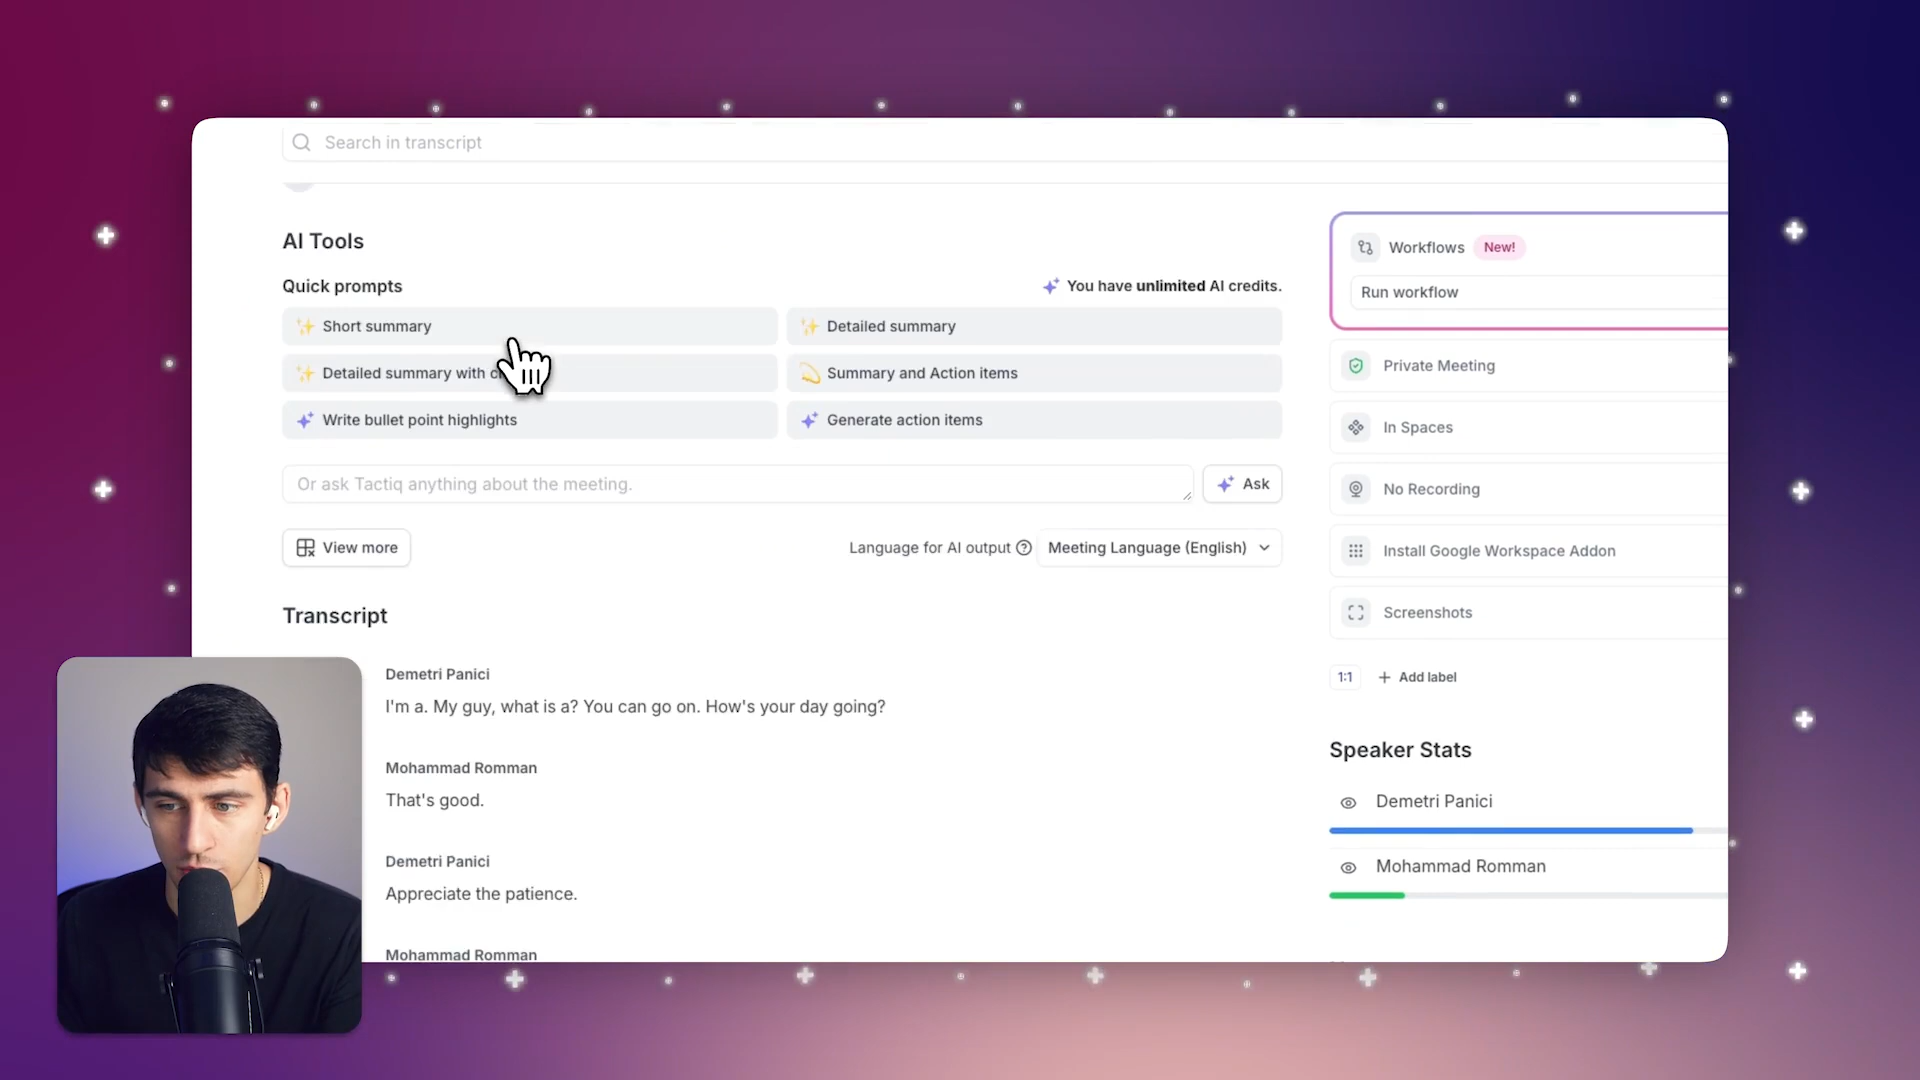 Search in transcript
AI Tools
Quick prompts
You have unlimited AI credits.
Short summary
Detailed summary
Detailed summary with
Summary and Action items
Write bullet point highlights
Generate action items
Or ask Tactiq anything about the meeting.
Ask
View more
Language for AI output
Meeting Language (English)
Transcript
Demetri Panici
I'm a. My guy, what is a? You can go on. How's your day going?
Mohammad Romman
That's good.
Demetri Panici
Appreciate the patience.
Mohammad Romman
Workflows New!
Run workflow
Private Meeting
In Spaces
No Recording
Install Google Workspace Addon
Screenshots
1:1
+ Add label
Speaker Stats
Demetri Panici
Mohammad Romman